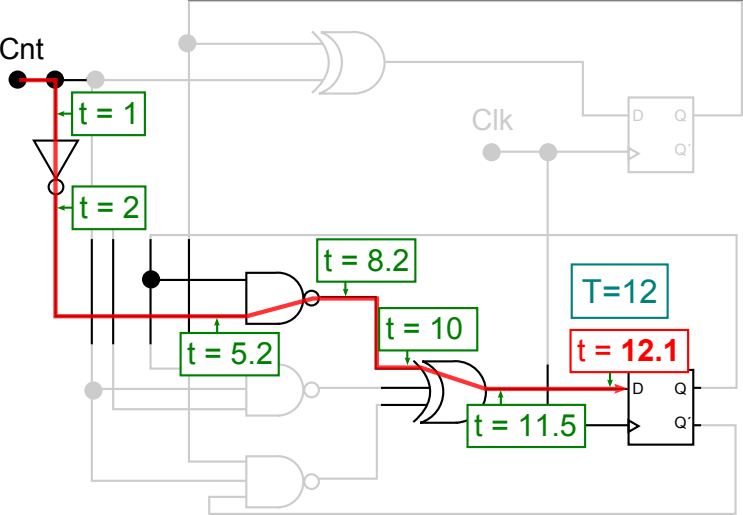 Cnt
t = 1
Clk
D
Q
Q´
t = 2
t = 8.2
T=12
t = 10
t = 5.2
t = 12.1
D
Q
t = 11.5
Q´